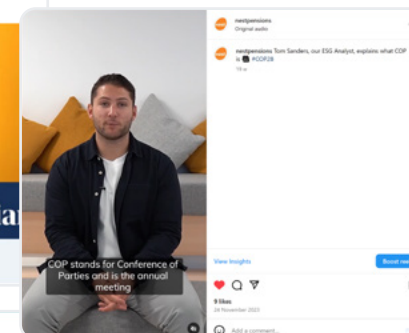 nestpensions
Original audio
nestpensions Tom Sanders, our ESG Analyst, explains what COP
is #COP28
View Insights
9 likes
24 November 2023
Add a comment...
COP stands for Conference of
Parties and is the annual
meeting